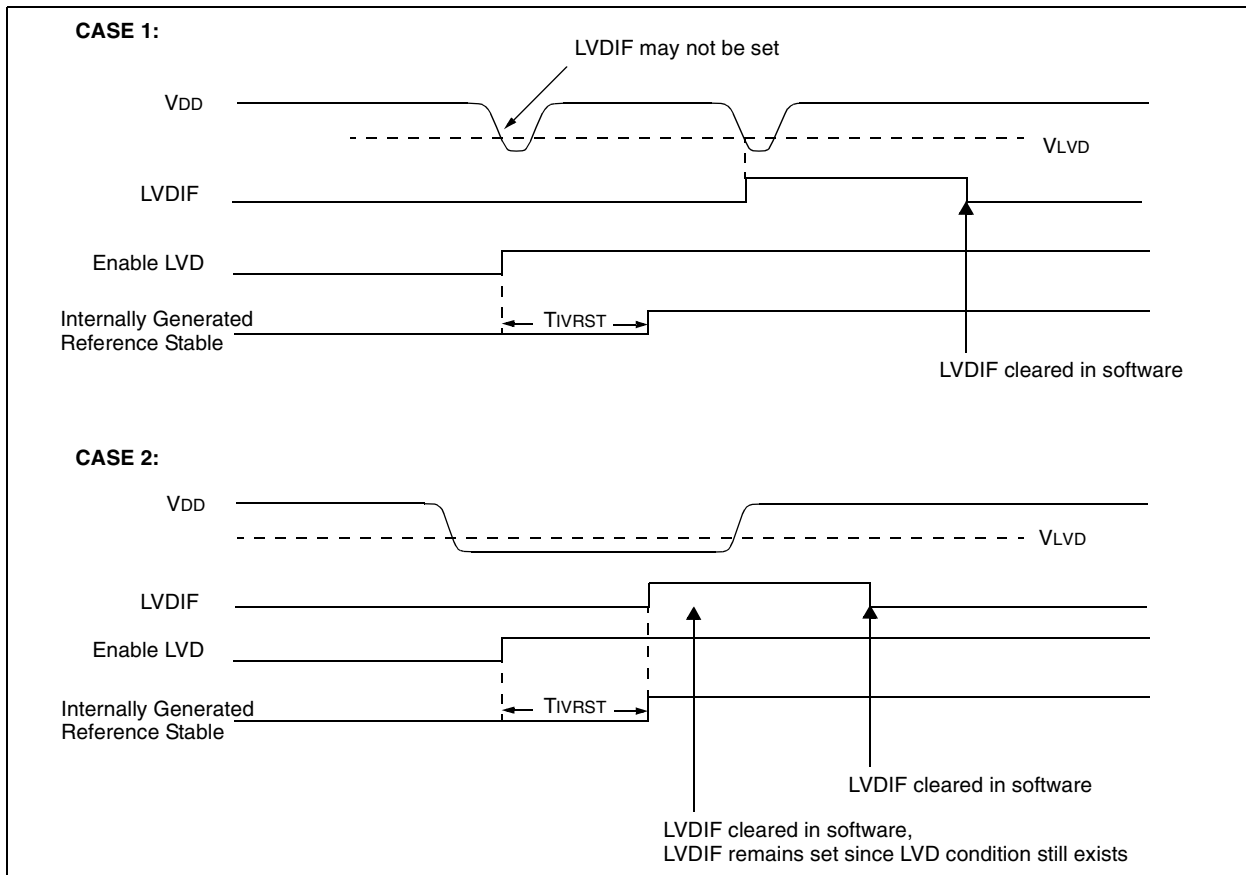 CASE 1:
LVDIF may not be set
VDD
VLVD
LVDIF
Enable LVD
TIVRST
Internally Generated
Reference Stable
LVDIF cleared in software
CASE 2:
VDD
VLVD
LVDIF
Enable LVD
TIVRST
Internally Generated
Reference Stable
LVDIF cleared in software
LVDIF cleared in software,
LVDIF remains set since LVD condition still exists